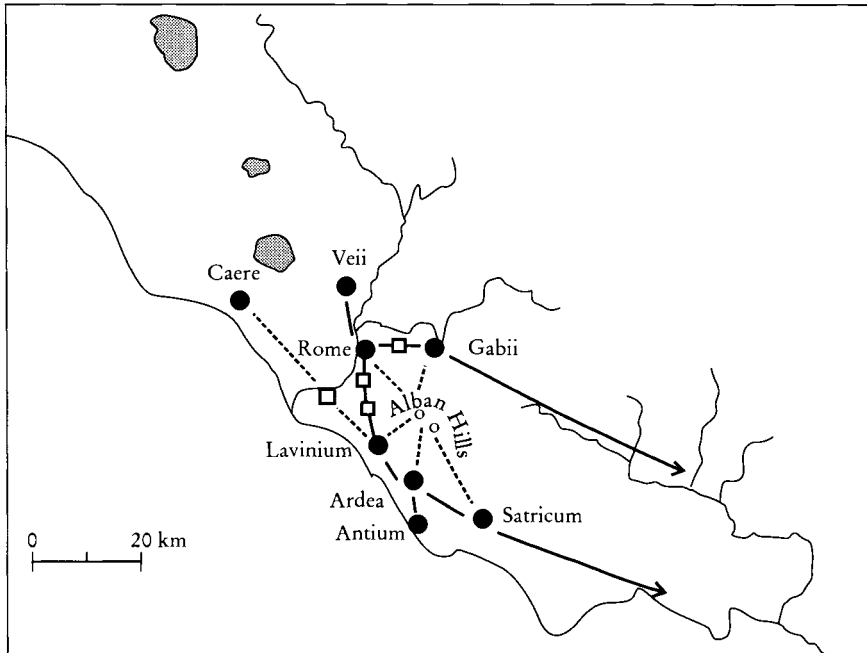 Veii
Caere
Rome
Gabii
Alban Hills
Lavinium
Ardea
Antium
Satricum
0 20 km